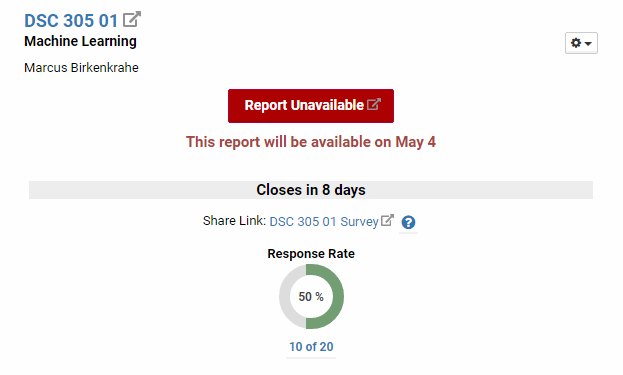 DSC 305 01
Machine Learning
Marcus Birkenkrahe
Report Unavailable
This report will be available on May 4
Closes in 8 days
Share Link: DSC 305 01 Survey ?
Response Rate
50 %
10 of 20